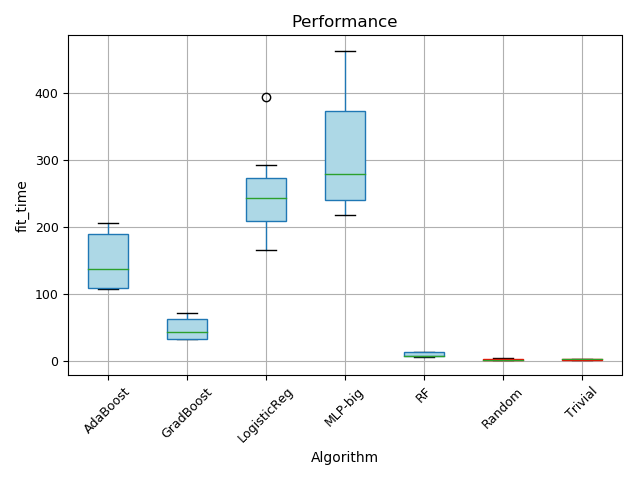 Performance
fit_time
400
300
200
100
0
AdaBoost
GradBoost
LogisticReg
MLP-big
RF
Random
Trivial
Algorithm